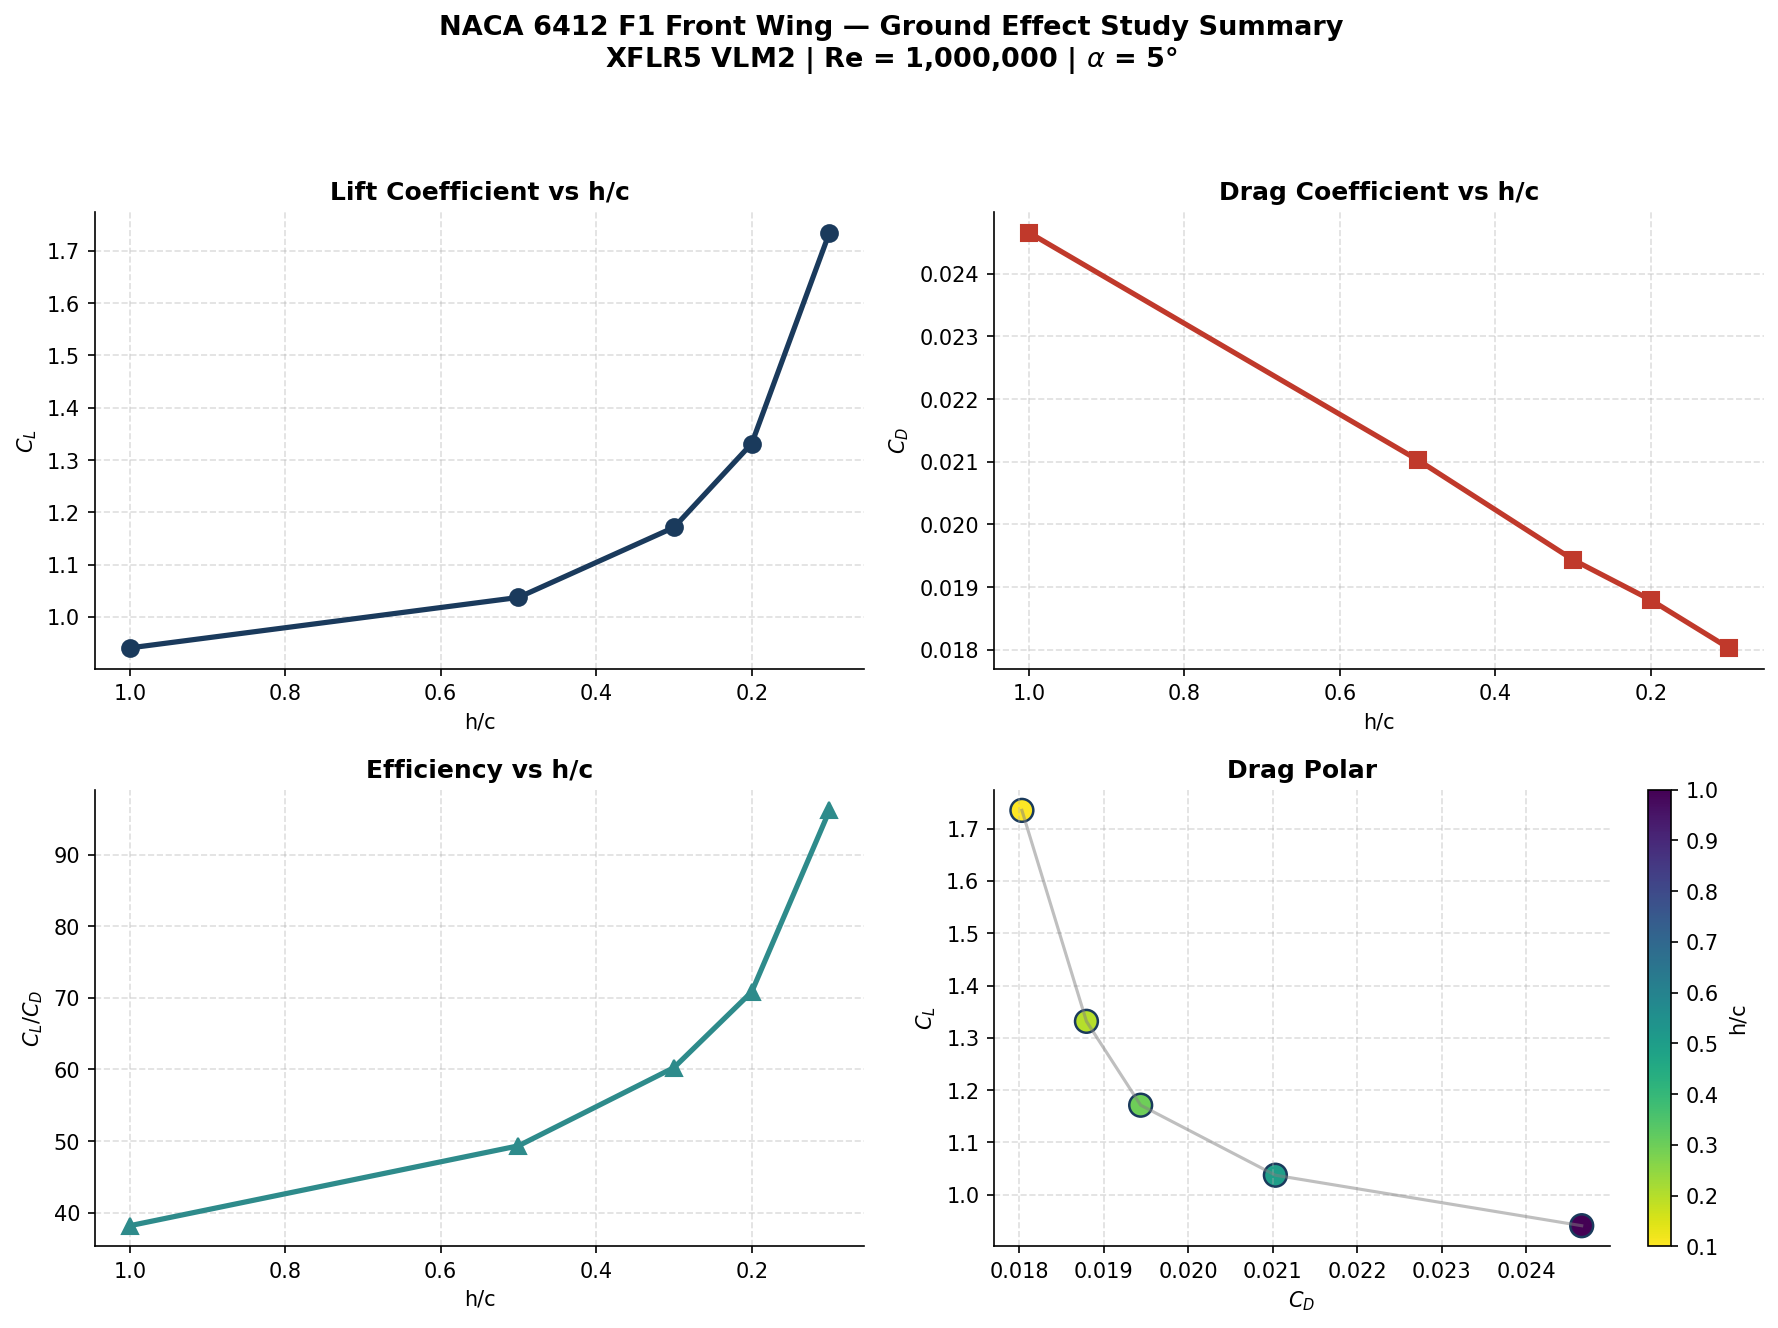 NACA 6412 F1 Front Wing — Ground Effect Study Summary
XFLR5 VLM2 | Re = 1,000,000 | α = 5°
Lift Coefficient vs h/c
C_L
1.7
1.6
1.5
1.4
1.3
1.2
1.1
1.0
1.0 0.8 0.6 0.4 0.2
h/c
Drag Coefficient vs h/c
C_D
0.024
0.023
0.022
0.021
0.020
0.019
0.018
1.0 0.8 0.6 0.4 0.2
h/c
Efficiency vs h/c
C_L/C_D
90
80
70
60
50
40
1.0 0.8 0.6 0.4 0.2
h/c
Drag Polar
C_L
1.7
1.6
1.5
1.4
1.3
1.2
1.1
1.0
0.018 0.019 0.020 0.021 0.022 0.023 0.024
C_D
1.0
0.9
0.8
0.7
0.6
0.5
0.4
0.3
0.2
0.1
h/c